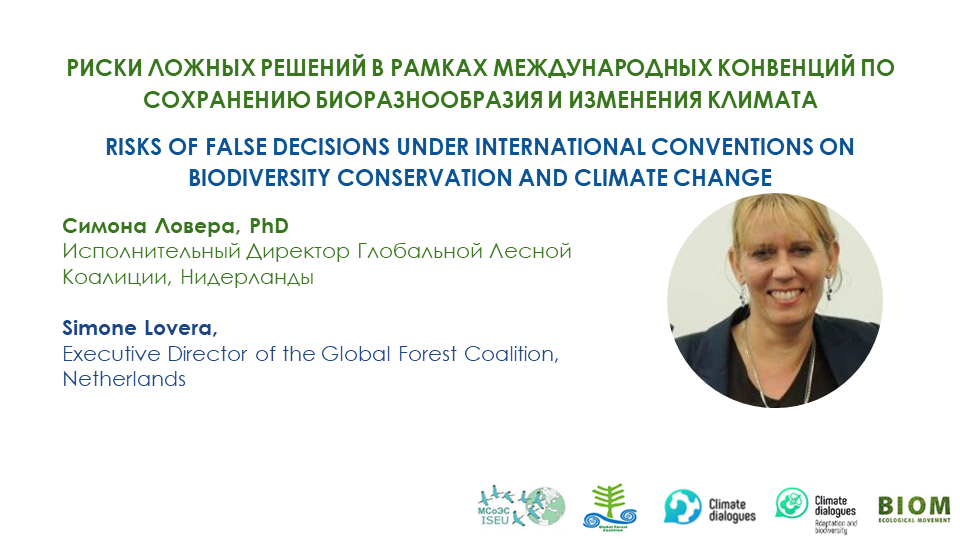 РИСКИ ЛОЖНЫХ РЕШЕНИЙ В РАМКАХ МЕЖДУНАРОДНЫХ КОНВЕНЦИЙ ПО
СОХРАНЕНИЮ БИОРАЗНООБРАЗИЯ И ИЗМЕНЕНИЯ КЛИМАТА
RISKS OF FALSE DECISIONS UNDER INTERNATIONAL CONVENTIONS ON
BIODIVERSITY CONSERVATION AND CLIMATE CHANGE
Симона Ловера, PhD
Исполнительный Директор Глобальной Лесной
Коалиции, Нидерланды
Simone Lovera,
Executive Director of the Global Forest Coalition,
Netherlands
МСоЭС
ISEU
Global Forest
Coalition
Climate
dialogues
Climate
dialogues
Adaptation and
biodiversity
BIOM
ECOLOGICAL MOVEMENT